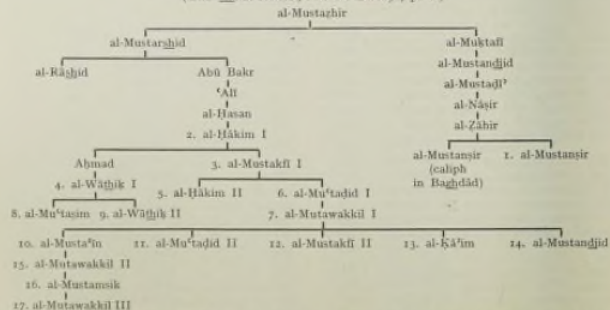 al-Mustaẓhir
al-Mustarshid al-Muḳtafī
al-Rāshid Abū Bakr al-Mustandjid
ʿAlī al-Mustaḍīʾ
al-Ḥasan al-Nāṣir
2. al-Ḥākim I al-Ẓāhir
Aḥmad 3. al-Mustakfī I al-Mustanṣir 1. al-Mustanṣir
(caliph
4. al-Wāthiḳ I 5. al-Ḥākim II 6. al-Muʿtaḍid I in Baghdād)
8. al-Muʿtaṣim 9. al-Wāthiḳ II 7. al-Mutawakkil I
10. al-Mustaʿīn 11. al-Muʿtaḍid II 12. al-Mustakfī II 13. al-Ḳāʾim 14. al-Mustandjid
15. al-Mutawakkil II
16. al-Mustamsik
17. al-Mutawakkil III